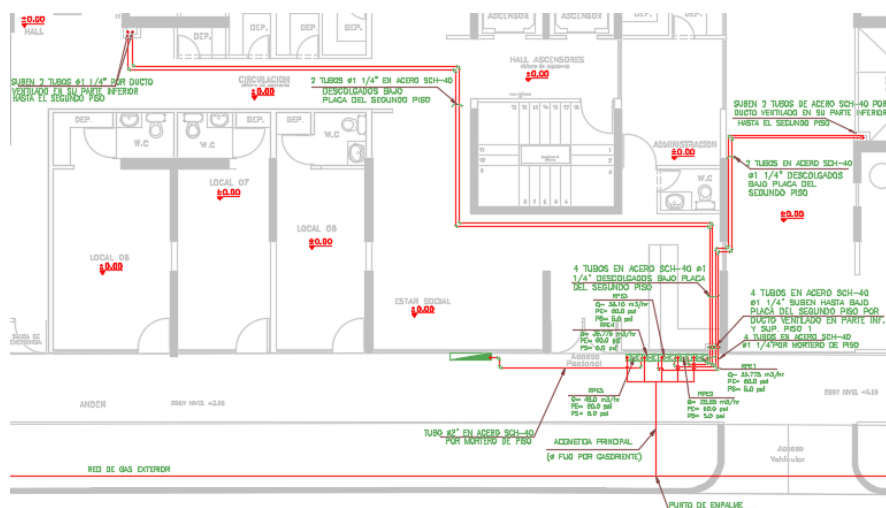 ±0.00
HALL
DEP.
DEP.
DEP.
DEP.
ASCENSOR
ASCENSOR
SUBEN 2 TUBOS ø1 1/4" POR DUCTO
VENTILADO EN SU PARTE INFERIOR
HASTA EL SEGUNDO PISO
CIRCULACIÓN
±0.00
2 TUBOS ø1 1/4" EN ACERO SCH-40
DESCOLGADOS BAJO
PLACA DEL SEGUNDO PISO
HALL ASCENSORES
±0.00
SUBEN 2 TUBOS DE ACERO SCH-40 POR
DUCTO VENTILADO EN SU PARTE INFERIOR
HASTA EL SEGUNDO PISO
DEP.
W.C
DEP.
W.C
DEP.
W.C
ADMINISTRACION
±0.00
2 TUBOS EN ACERO SCH-40
ø1 1/4" DESCOLGADOS
BAJO PLACA DEL
SEGUNDO PISO
W.C
±0.00
LOCAL 07
±0.00
LOCAL 06
±0.00
LOCAL 08
±0.00
4 TUBOS EN ACERO SCH-40 ø1
1/4" DESCOLGADOS BAJO PLACA
DEL SEGUNDO PISO
4 TUBOS EN ACERO SCH-40
ø1 1/4" SUBEN HASTA BAJO
PLACA DEL SEGUNDO PISO POR
DUCTO VENTILADO EN PARTE INF.
Y SUP. PISO 1
4 TUBOS EN ACERO SCH-40
ø1 1/4"POR MORTERO DE PISO
ESTAR SOCIAL
±0.00
Acceso
Peatonal
ANDEN
TUBO ø2" EN ACERO SCH-40
POR MORTERO DE PISO
ACOMETIDA PRINCIPAL
(ø FIJO POR GASORIENTE)
Acceso
Vehicular
RED DE GAS EXTERIOR
PUNTO DE EMPALME